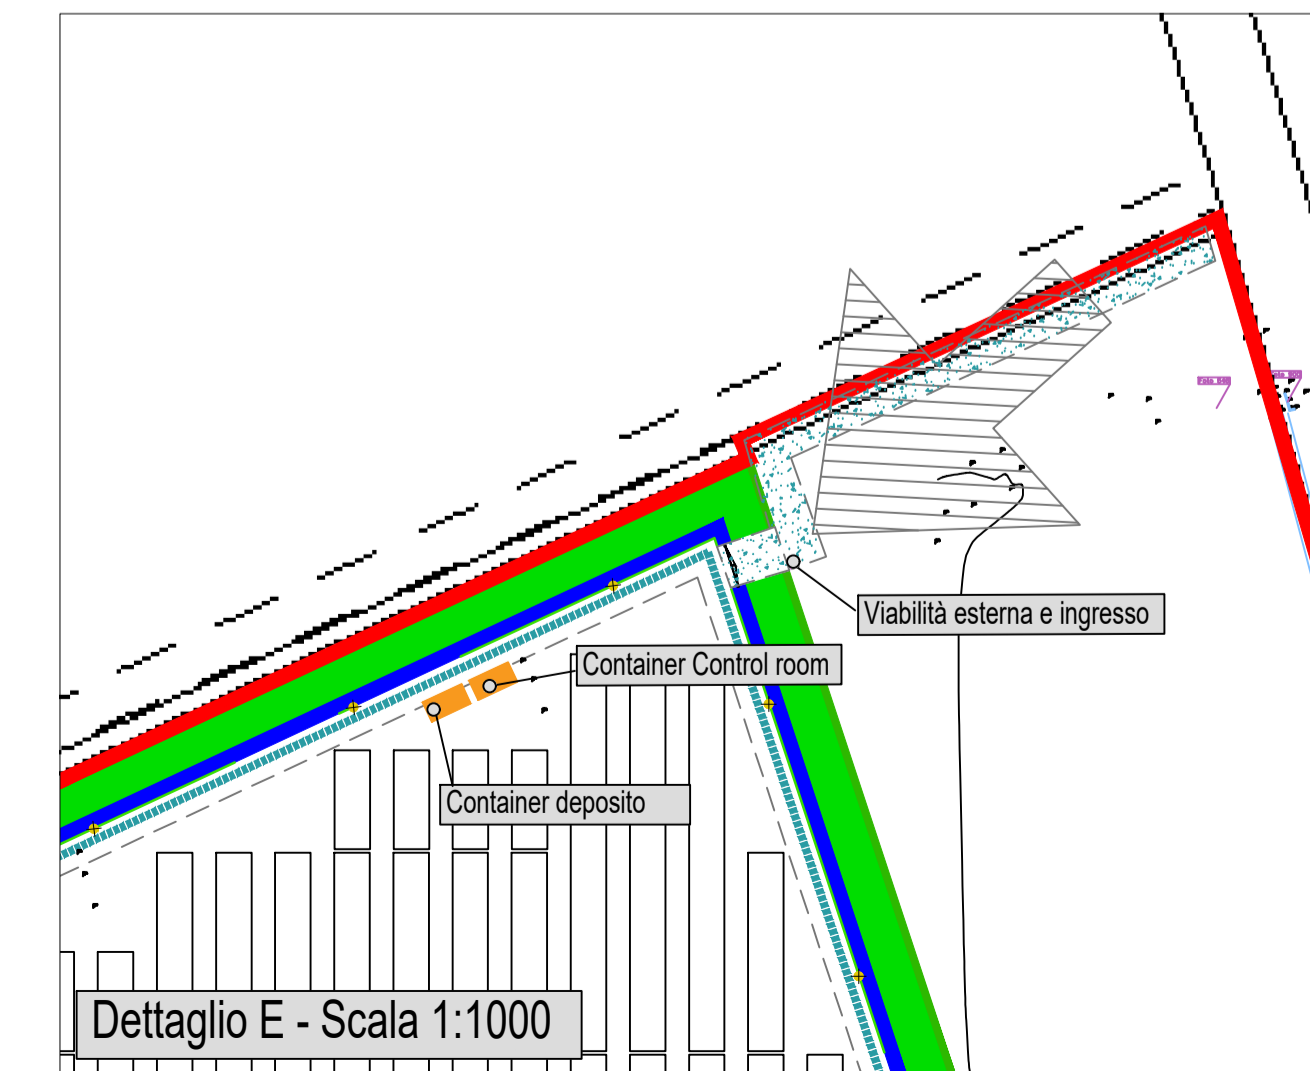 Viabilità esterna e ingresso
Container Control room
Container deposito
Dettaglio E - Scala 1:1000